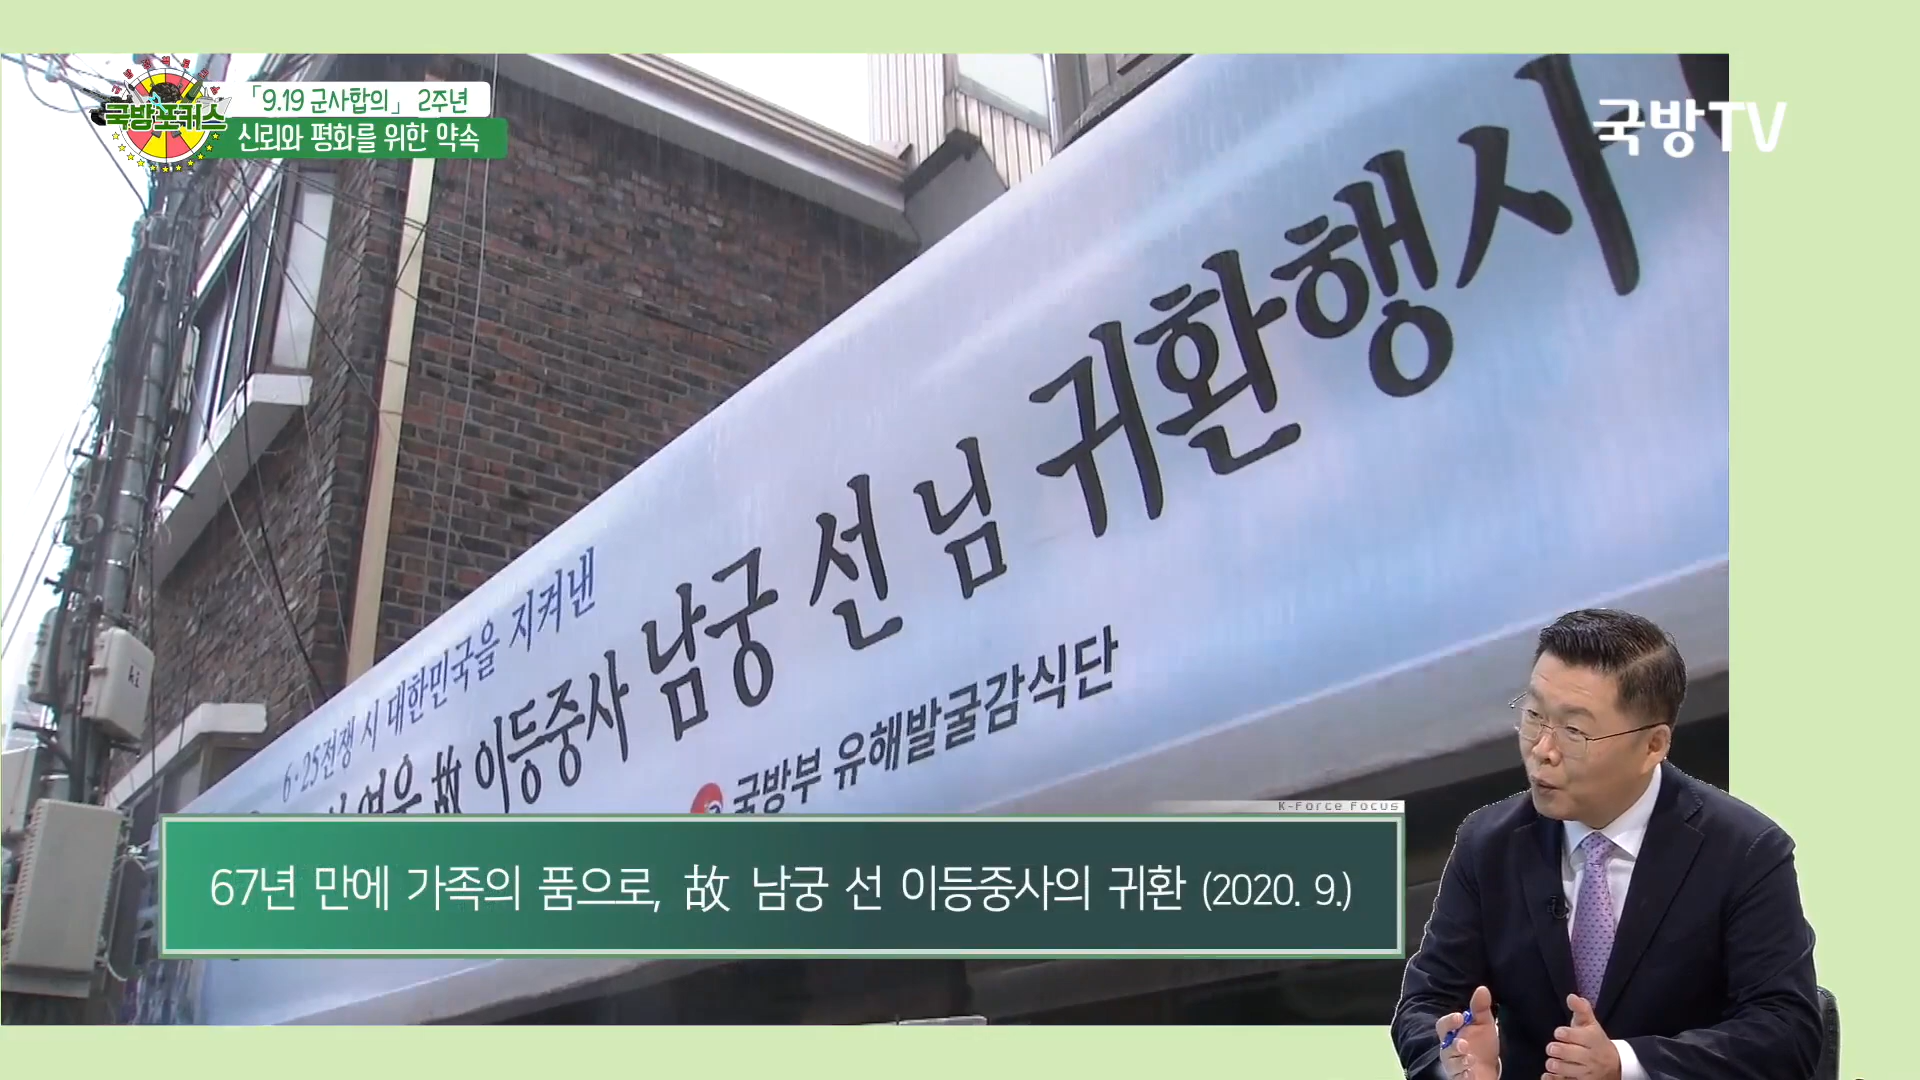 「9.19 군사합의」 2주년
국방포커스
신뢰와 평화를 위한 약속
국방TV
6·25전쟁 시 대한민국을 지켜낸
故 이등중사 남궁 선 님 귀환행사
국방부 유해발굴감식단
K-Force Focus
67년 만에 가족의 품으로, 故 남궁 선 이등중사의 귀환 (2020. 9.)